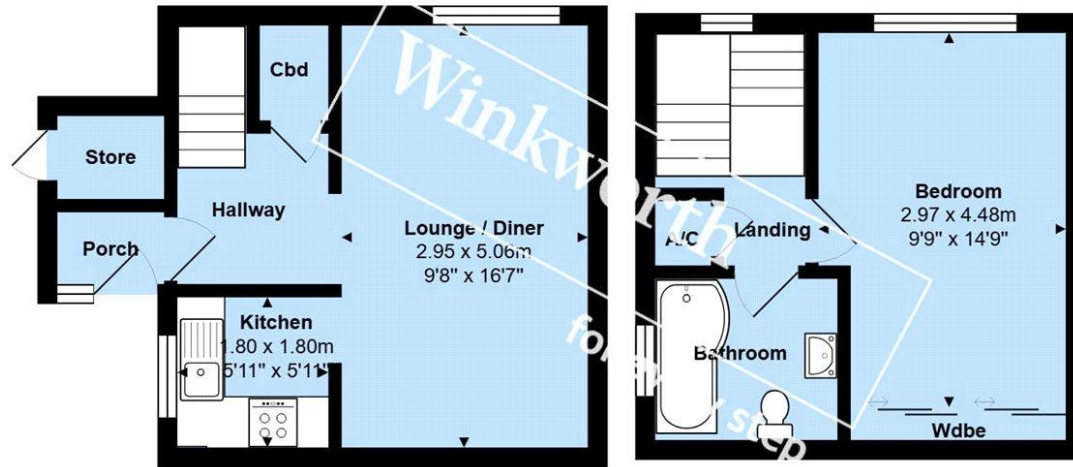 Cbd
Store
Hallway
Porch
Lounge / Diner
2.95 x 5.06m
9'8" x 16'7"
Kitchen
1.80 x 1.80m
5'11" x 5'11"
Bedroom
2.97 x 4.48m
9'9" x 14'9"
A/C
Landing
Bathroom
Wdbe
Winkworth
step